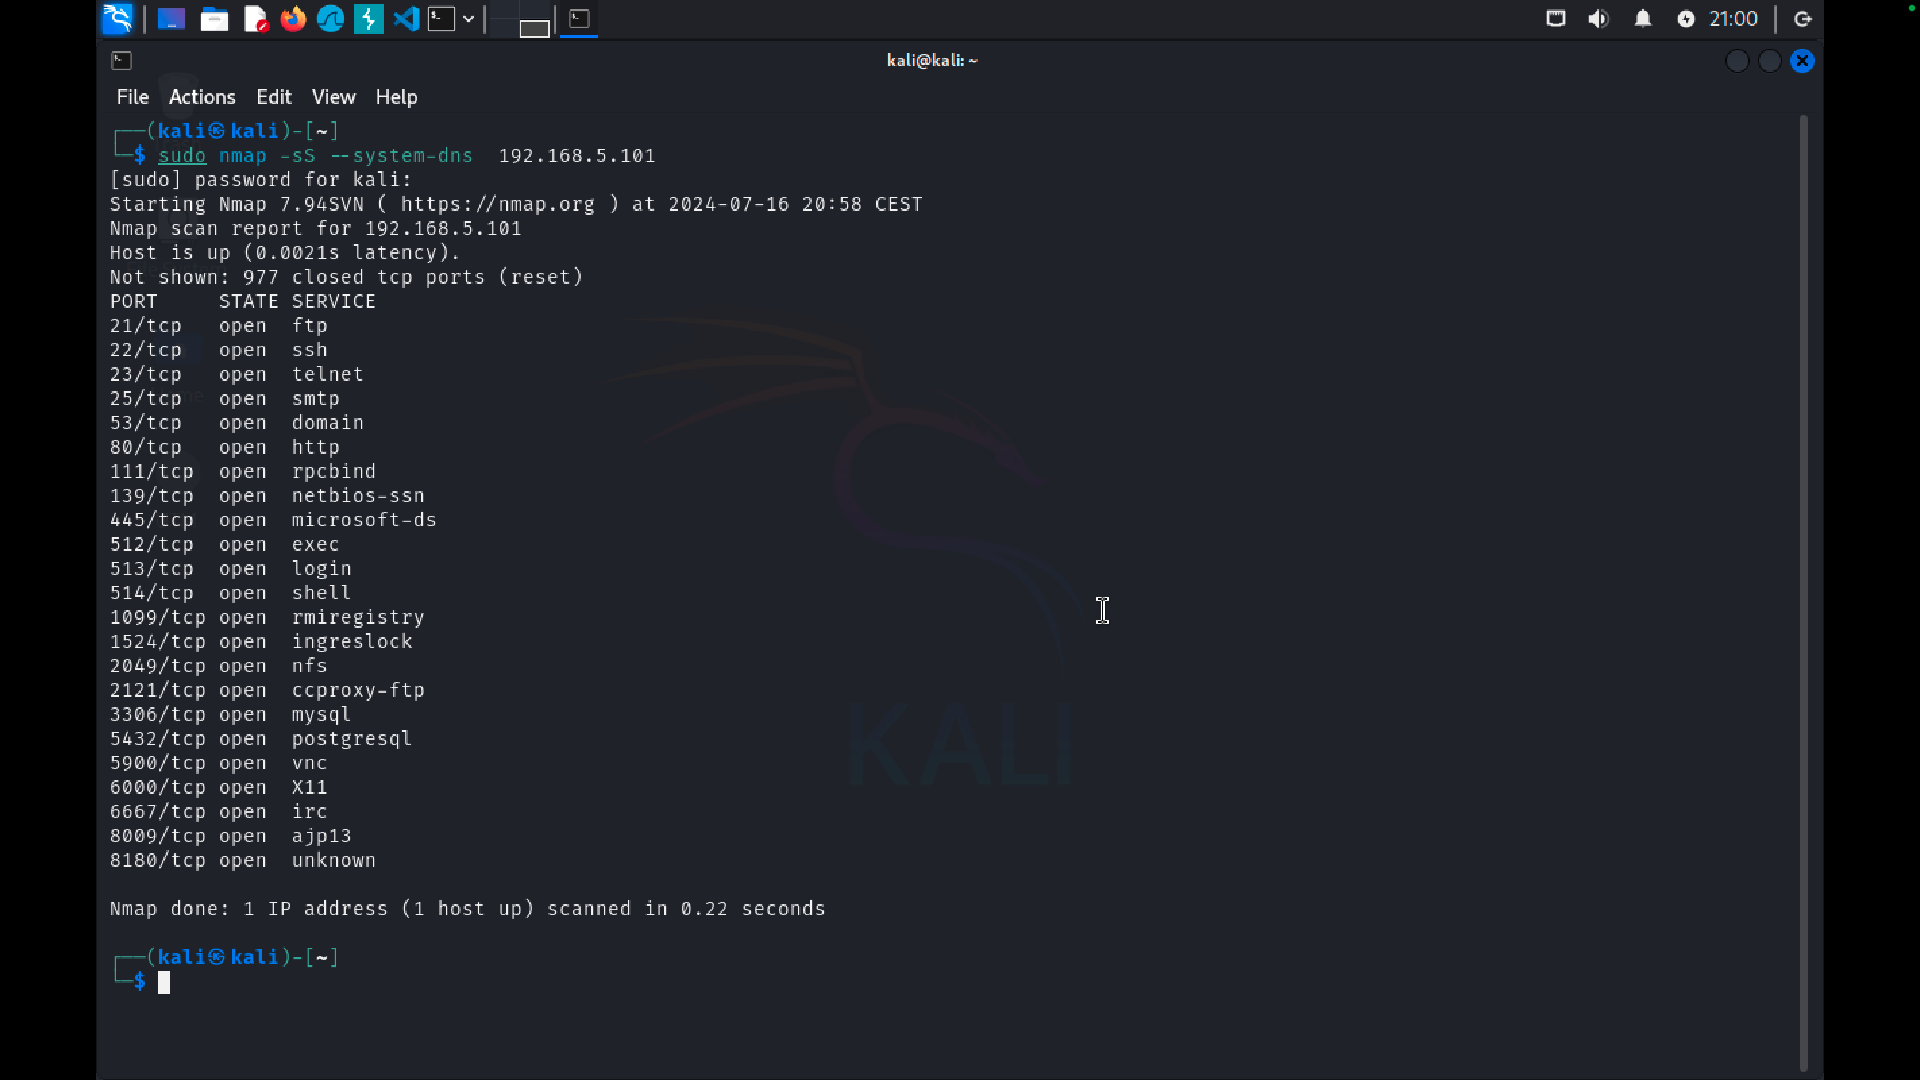 21:00
kali@kali: ~
File Actions Edit View Help
┌──(kali㉿kali)-[~]
└─$ sudo nmap -sS --system-dns  192.168.5.101
[sudo] password for kali:
Starting Nmap 7.94SVN ( https://nmap.org ) at 2024-07-16 20:58 CEST
Nmap scan report for 192.168.5.101
Host is up (0.0021s latency).
Not shown: 977 closed tcp ports (reset)
PORT     STATE SERVICE
21/tcp   open  ftp
22/tcp   open  ssh
23/tcp   open  telnet
25/tcp   open  smtp
53/tcp   open  domain
80/tcp   open  http
111/tcp  open  rpcbind
139/tcp  open  netbios-ssn
445/tcp  open  microsoft-ds
512/tcp  open  exec
513/tcp  open  login
514/tcp  open  shell
1099/tcp open  rmiregistry
1524/tcp open  ingreslock
2049/tcp open  nfs
2121/tcp open  ccproxy-ftp
3306/tcp open  mysql
5432/tcp open  postgresql
5900/tcp open  vnc
6000/tcp open  X11
6667/tcp open  irc
8009/tcp open  ajp13
8180/tcp open  unknown
Nmap done: 1 IP address (1 host up) scanned in 0.22 seconds
┌──(kali㉿kali)-[~]
└─$
KALI